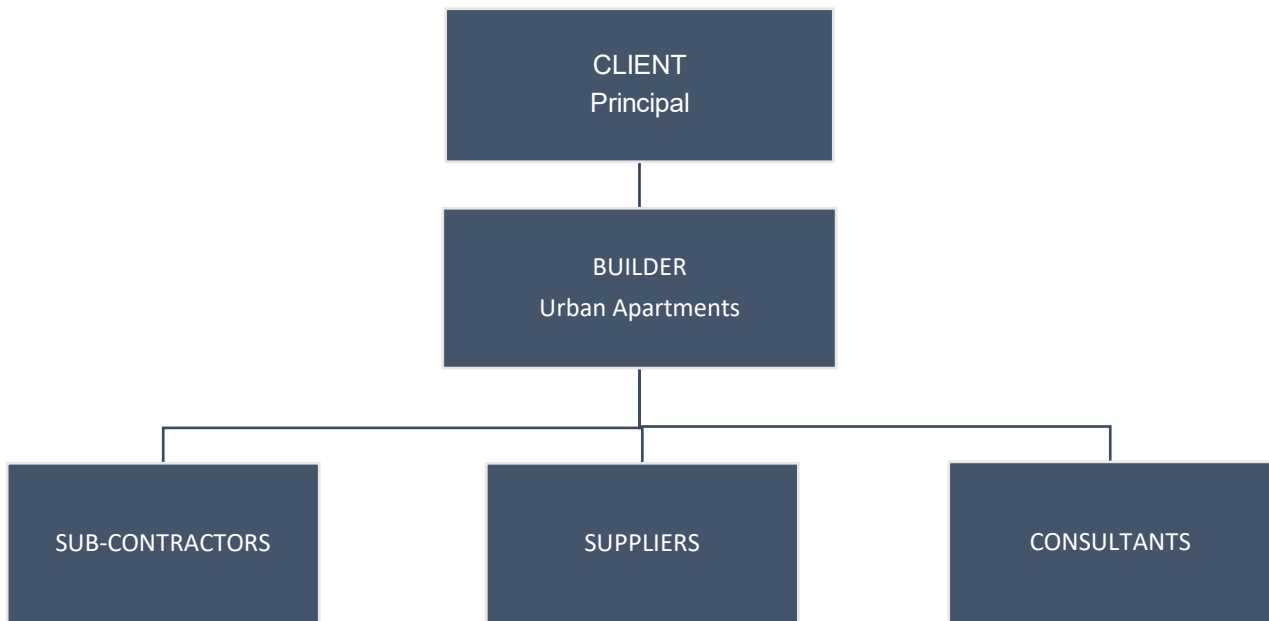 CLIENT
Principal
BUILDER
Urban Apartments
SUB-CONTRACTORS
SUPPLIERS
CONSULTANTS